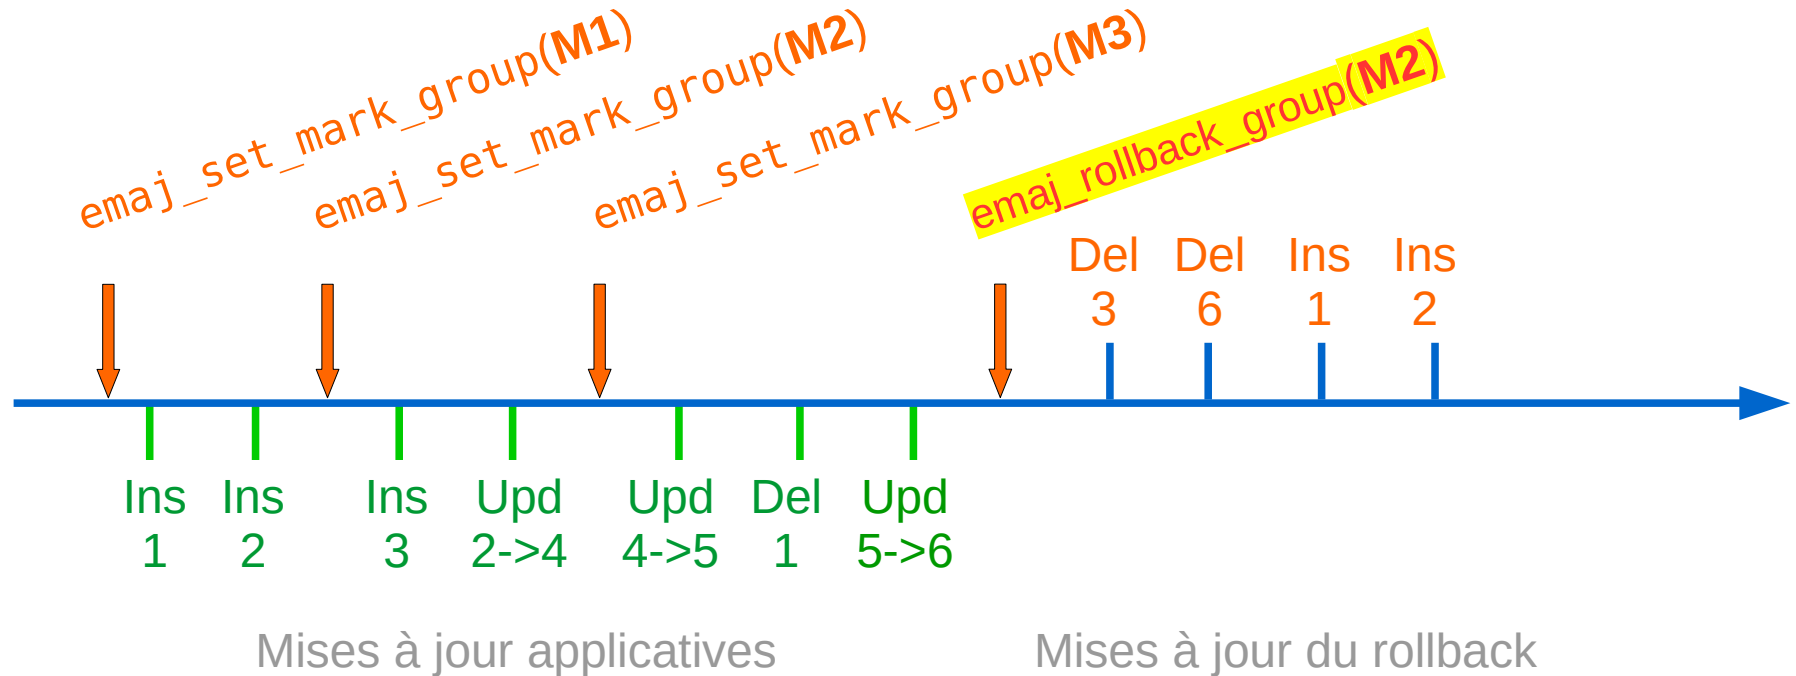 emaj_set_mark_group(M1)
emaj_set_mark_group(M2)
emaj_set_mark_group(M3)
emaj_rollback_group(M2)
Del Del Ins Ins
3 6 1 2
Ins Ins Ins Upd Upd Del Upd
1 2 3 2->4 4->5 1 5->6
Mises à jour applicatives Mises à jour du rollback